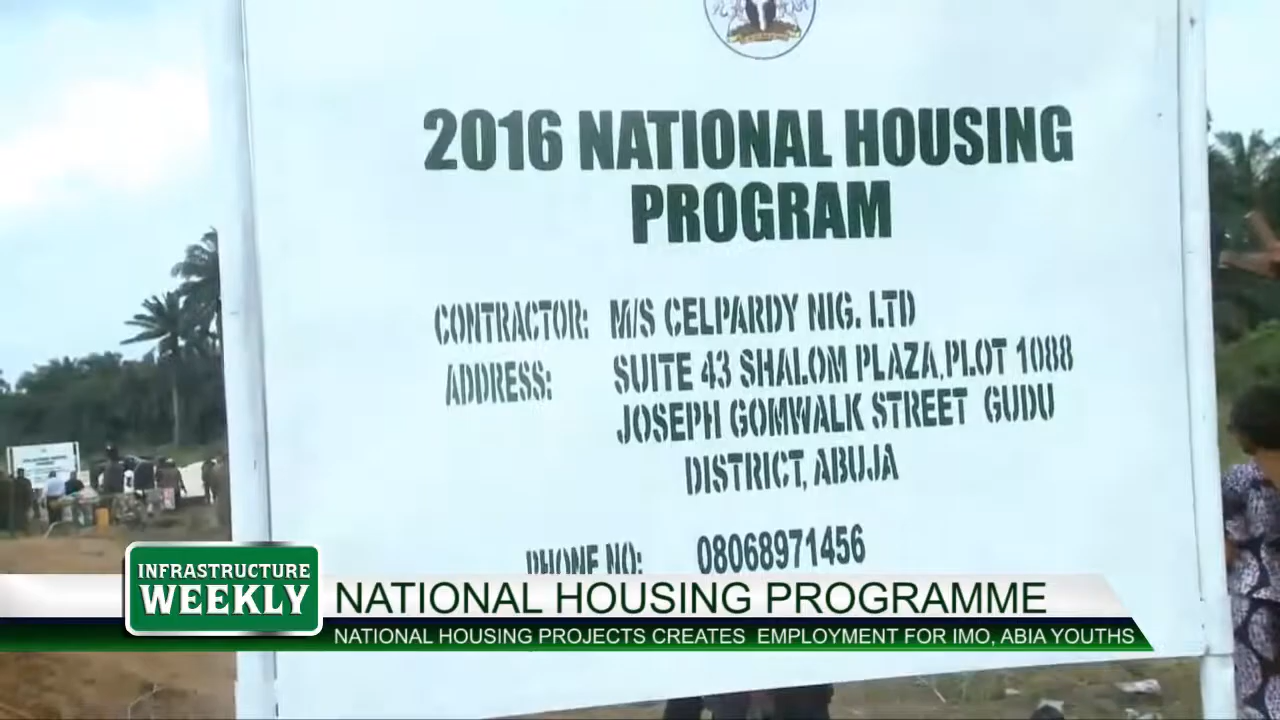 2016 NATIONAL HOUSING
PROGRAM
CONTRACTOR: M/S CELPARDY NIG. LTD
ADDRESS: SUITE 43 SHALOM PLAZA,PLOT 1088
JOSEPH GOMWALK STREET GUDU
DISTRICT, ABUJA
PHONE NO: 08068971456
INFRASTRUCTURE
WEEKLY
NATIONAL HOUSING PROGRAMME
NATIONAL HOUSING PROJECTS CREATES EMPLOYMENT FOR IMO, ABIA YOUTHS